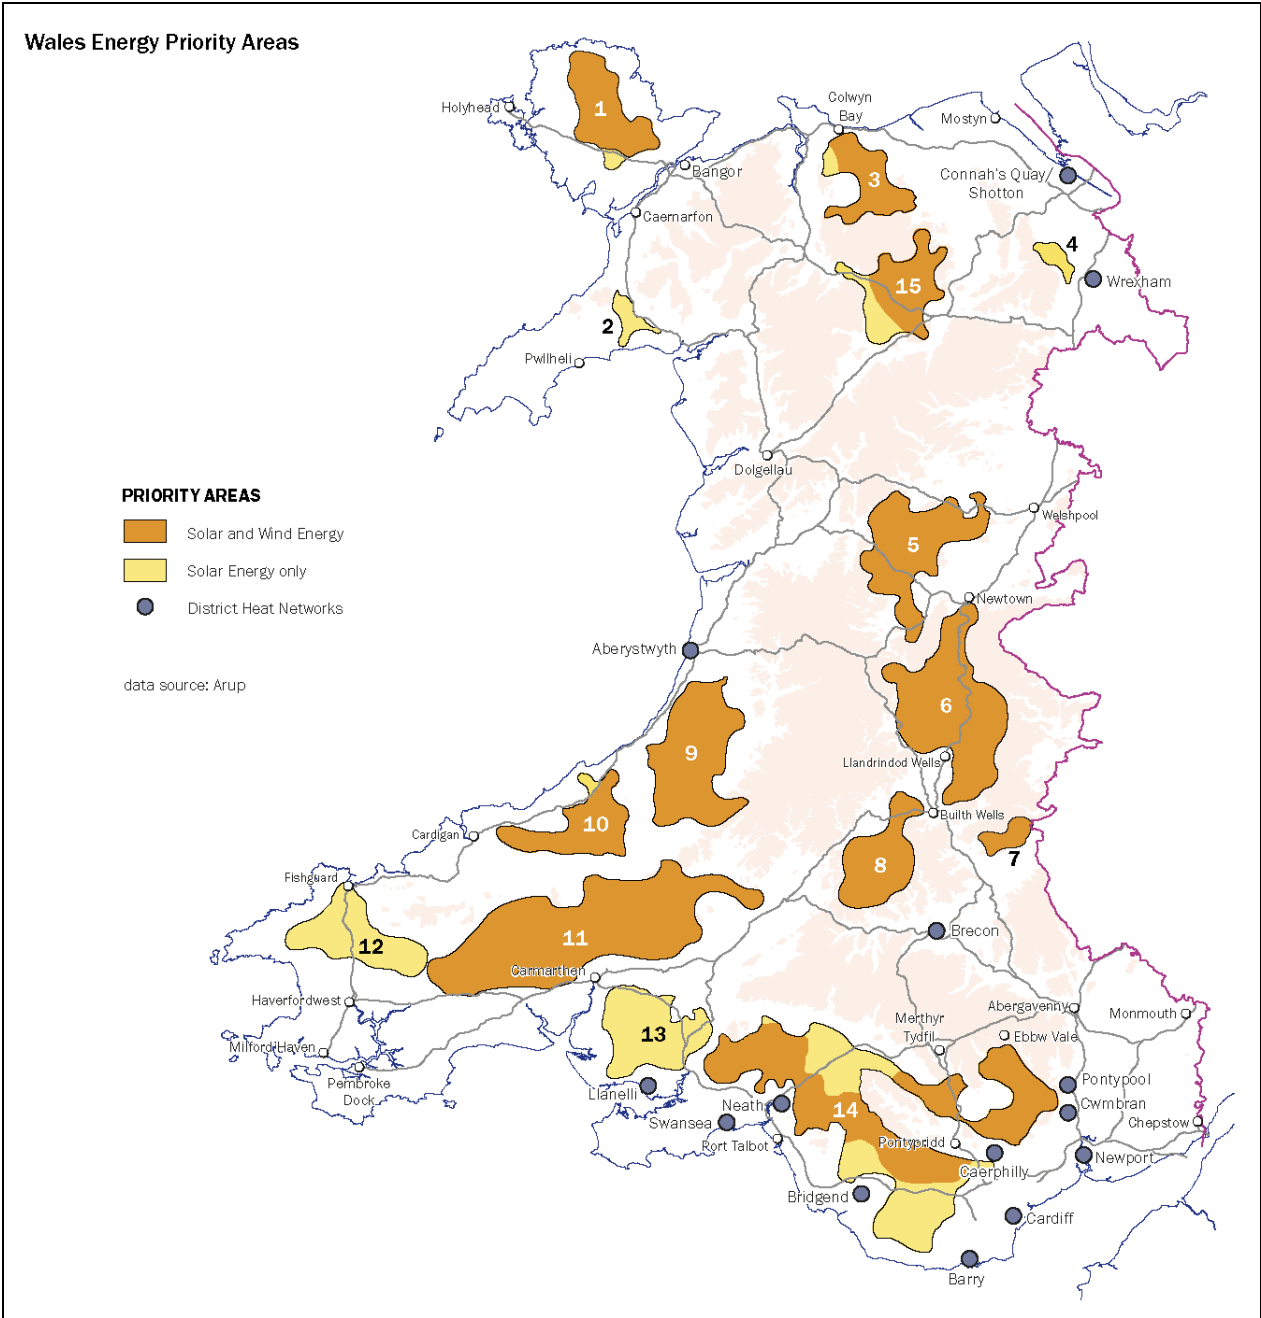 Wales Energy Priority Areas
Colwyn
Bay
Holyhead
1
Mostyn
Bangor
3
Connah's Quay/
Shotton
Caernarfon
4
15
Wrexham
2
Pwllheli
Dolgellau
PRIORITY AREAS
Solar and Wind Energy
Solar Energy only
District Heat Networks
data source: Arup
Welshpool
5
Newtown
Aberystwyth
6
9
Llandrindod Wells
Builth Wells
10
Cardigan
7
8
Fishguard
11
12
Brecon
Carmarthen
Haverfordwest
Abergavenny
Monmouth
13
Merthyr
Tydfil
Ebbw Vale
Milford Haven
Pembroke
Dock
Llanelli
Pontypool
Neath
14
Cwmbran
Swansea
Chepstow
Port Talbot
Pontypridd
Newport
Caerphilly
Bridgend
Cardiff
Barry